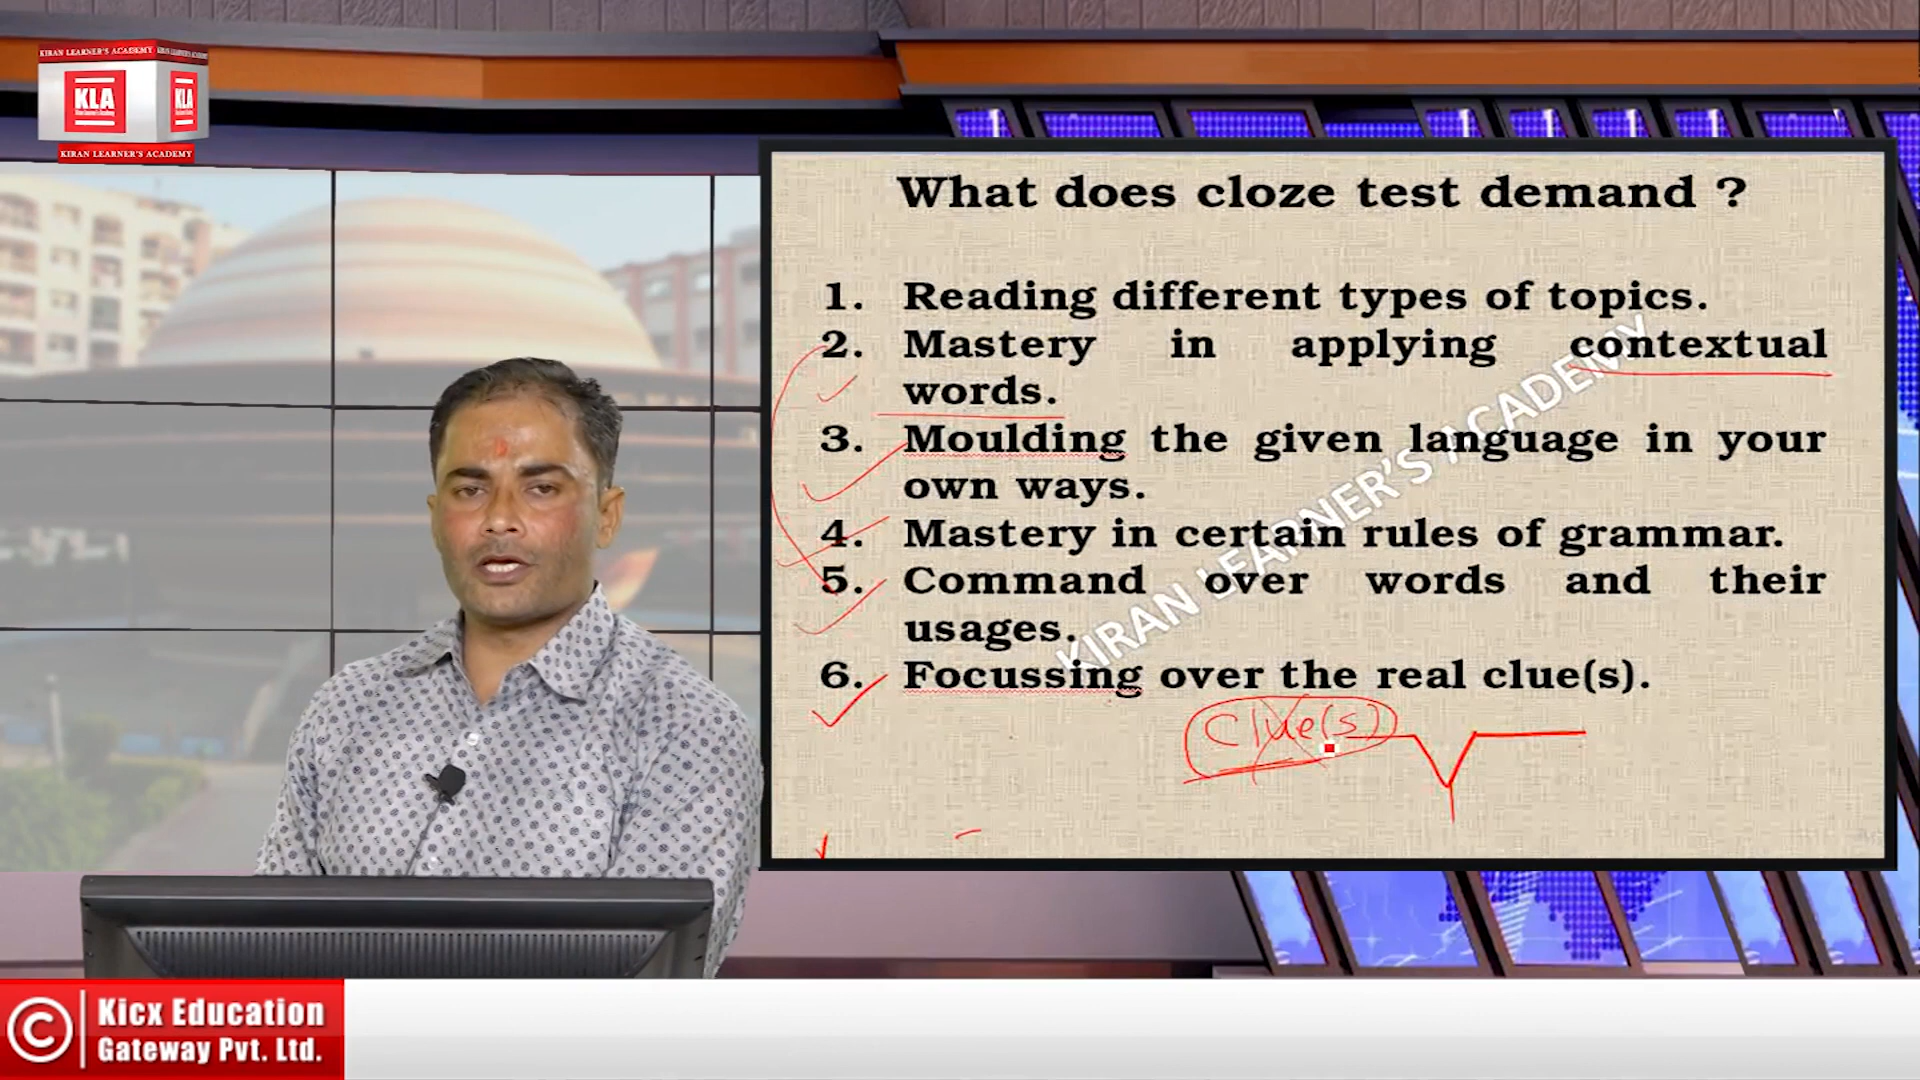 KIRAN LEARNER'S ACADEMY
KLA
KLA
KIRAN LEARNER'S ACADEMY
What does cloze test demand ?
1. Reading different types of topics.
2. Mastery in applying contextual
words.
3. Moulding the given language in your
own ways.
4. Mastery in certain rules of grammar.
5. Command over words and their
usages.
6. Focussing over the real clue(s).
Clue(s)
KIRAN LEARNER'S ACADEMY
© Kicx Education
Gateway Pvt. Ltd.